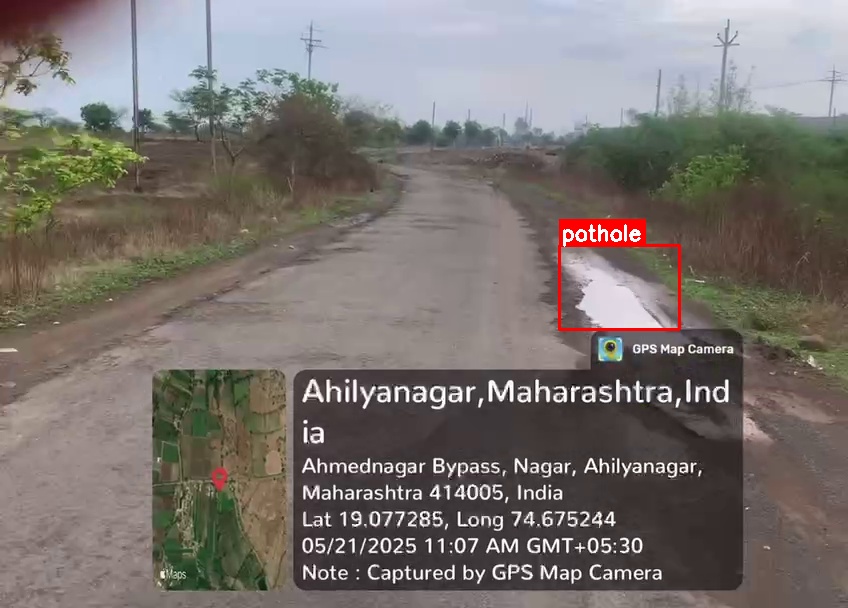 pothole
GPS Map Camera
Ahilyanagar,Maharashtra,Ind
ia
Ahmednagar Bypass, Nagar, Ahilyanagar,
Maharashtra 414005, India
Lat 19.077285, Long 74.675244
05/21/2025 11:07 AM GMT+05:30
Note : Captured by GPS Map Camera
Maps